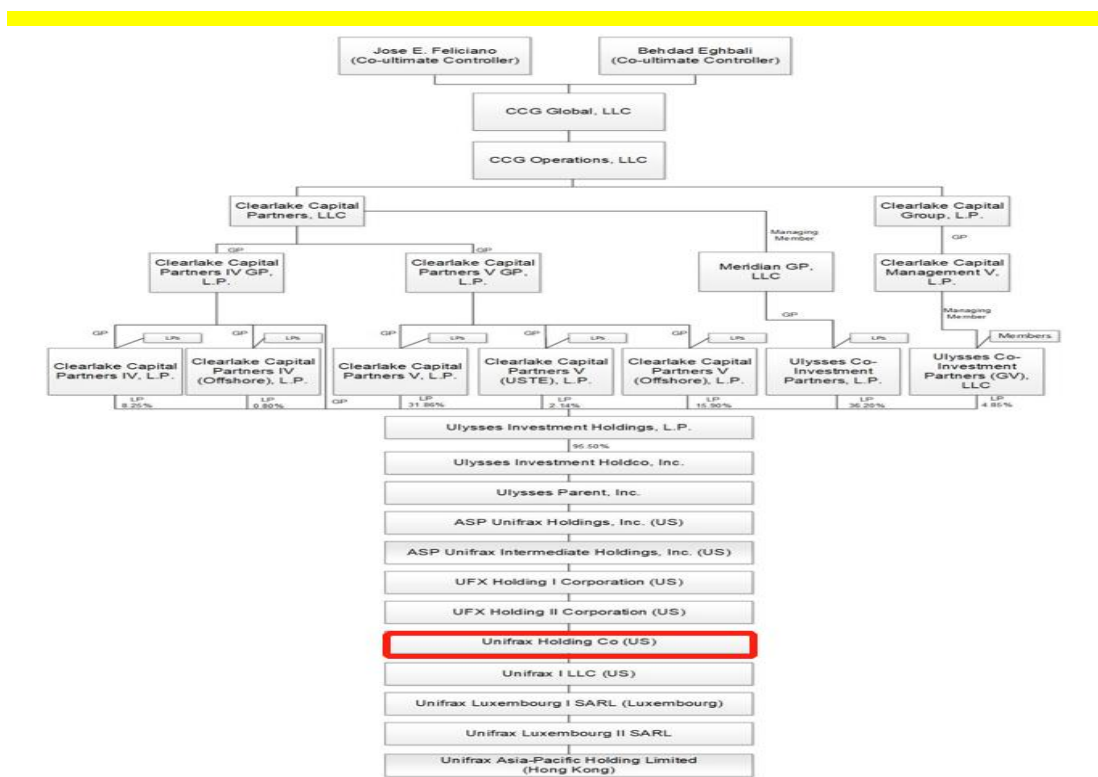 Jose E. Feliciano
(Co-ultimate Controller)
Behdad Eghbali
(Co-ultimate Controller)
CCG Global, LLC
CCG Operations, LLC
Clearlake Capital
Partners, LLC
Clearlake Capital
Group, L.P.
Managing
Member
GP
GP
GP
Clearlake Capital
Partners IV GP,
L.P.
Clearlake Capital
Partners V GP,
L.P.
Meridian GP,
LLC
Clearlake Capital
Management V,
L.P.
GP
Managing
Member
GP
LPs
GP
LPs
GP
LPs
GP
LPs
GP
LPs
LPs
Members
Clearlake Capital
Partners IV, L.P.
Clearlake Capital
Partners IV
(Offshore), L.P.
Clearlake Capital
Partners V, L.P.
Clearlake Capital
Partners V
(USTE), L.P.
Clearlake Capital
Partners V
(Offshore), L.P.
Ulysses Co-
Investment
Partners, L.P.
Ulysses Co-
Investment
Partners (GV),
LLC
LP
8.25%
LP
0.80%
GP
LP
31.86%
LP
2.14%
LP
15.90%
LP
36.20%
LP
4.85%
Ulysses Investment Holdings, L.P.
95.50%
Ulysses Investment Holdco, Inc.
Ulysses Parent, Inc.
ASP Unifrax Holdings, Inc. (US)
ASP Unifrax Intermediate Holdings, Inc. (US)
UFX Holding I Corporation (US)
UFX Holding II Corporation (US)
Unifrax Holding Co (US)
Unifrax I LLC (US)
Unifrax Luxembourg I SARL (Luxembourg)
Unifrax Luxembourg II SARL
Unifrax Asia-Pacific Holding Limited
(Hong Kong)